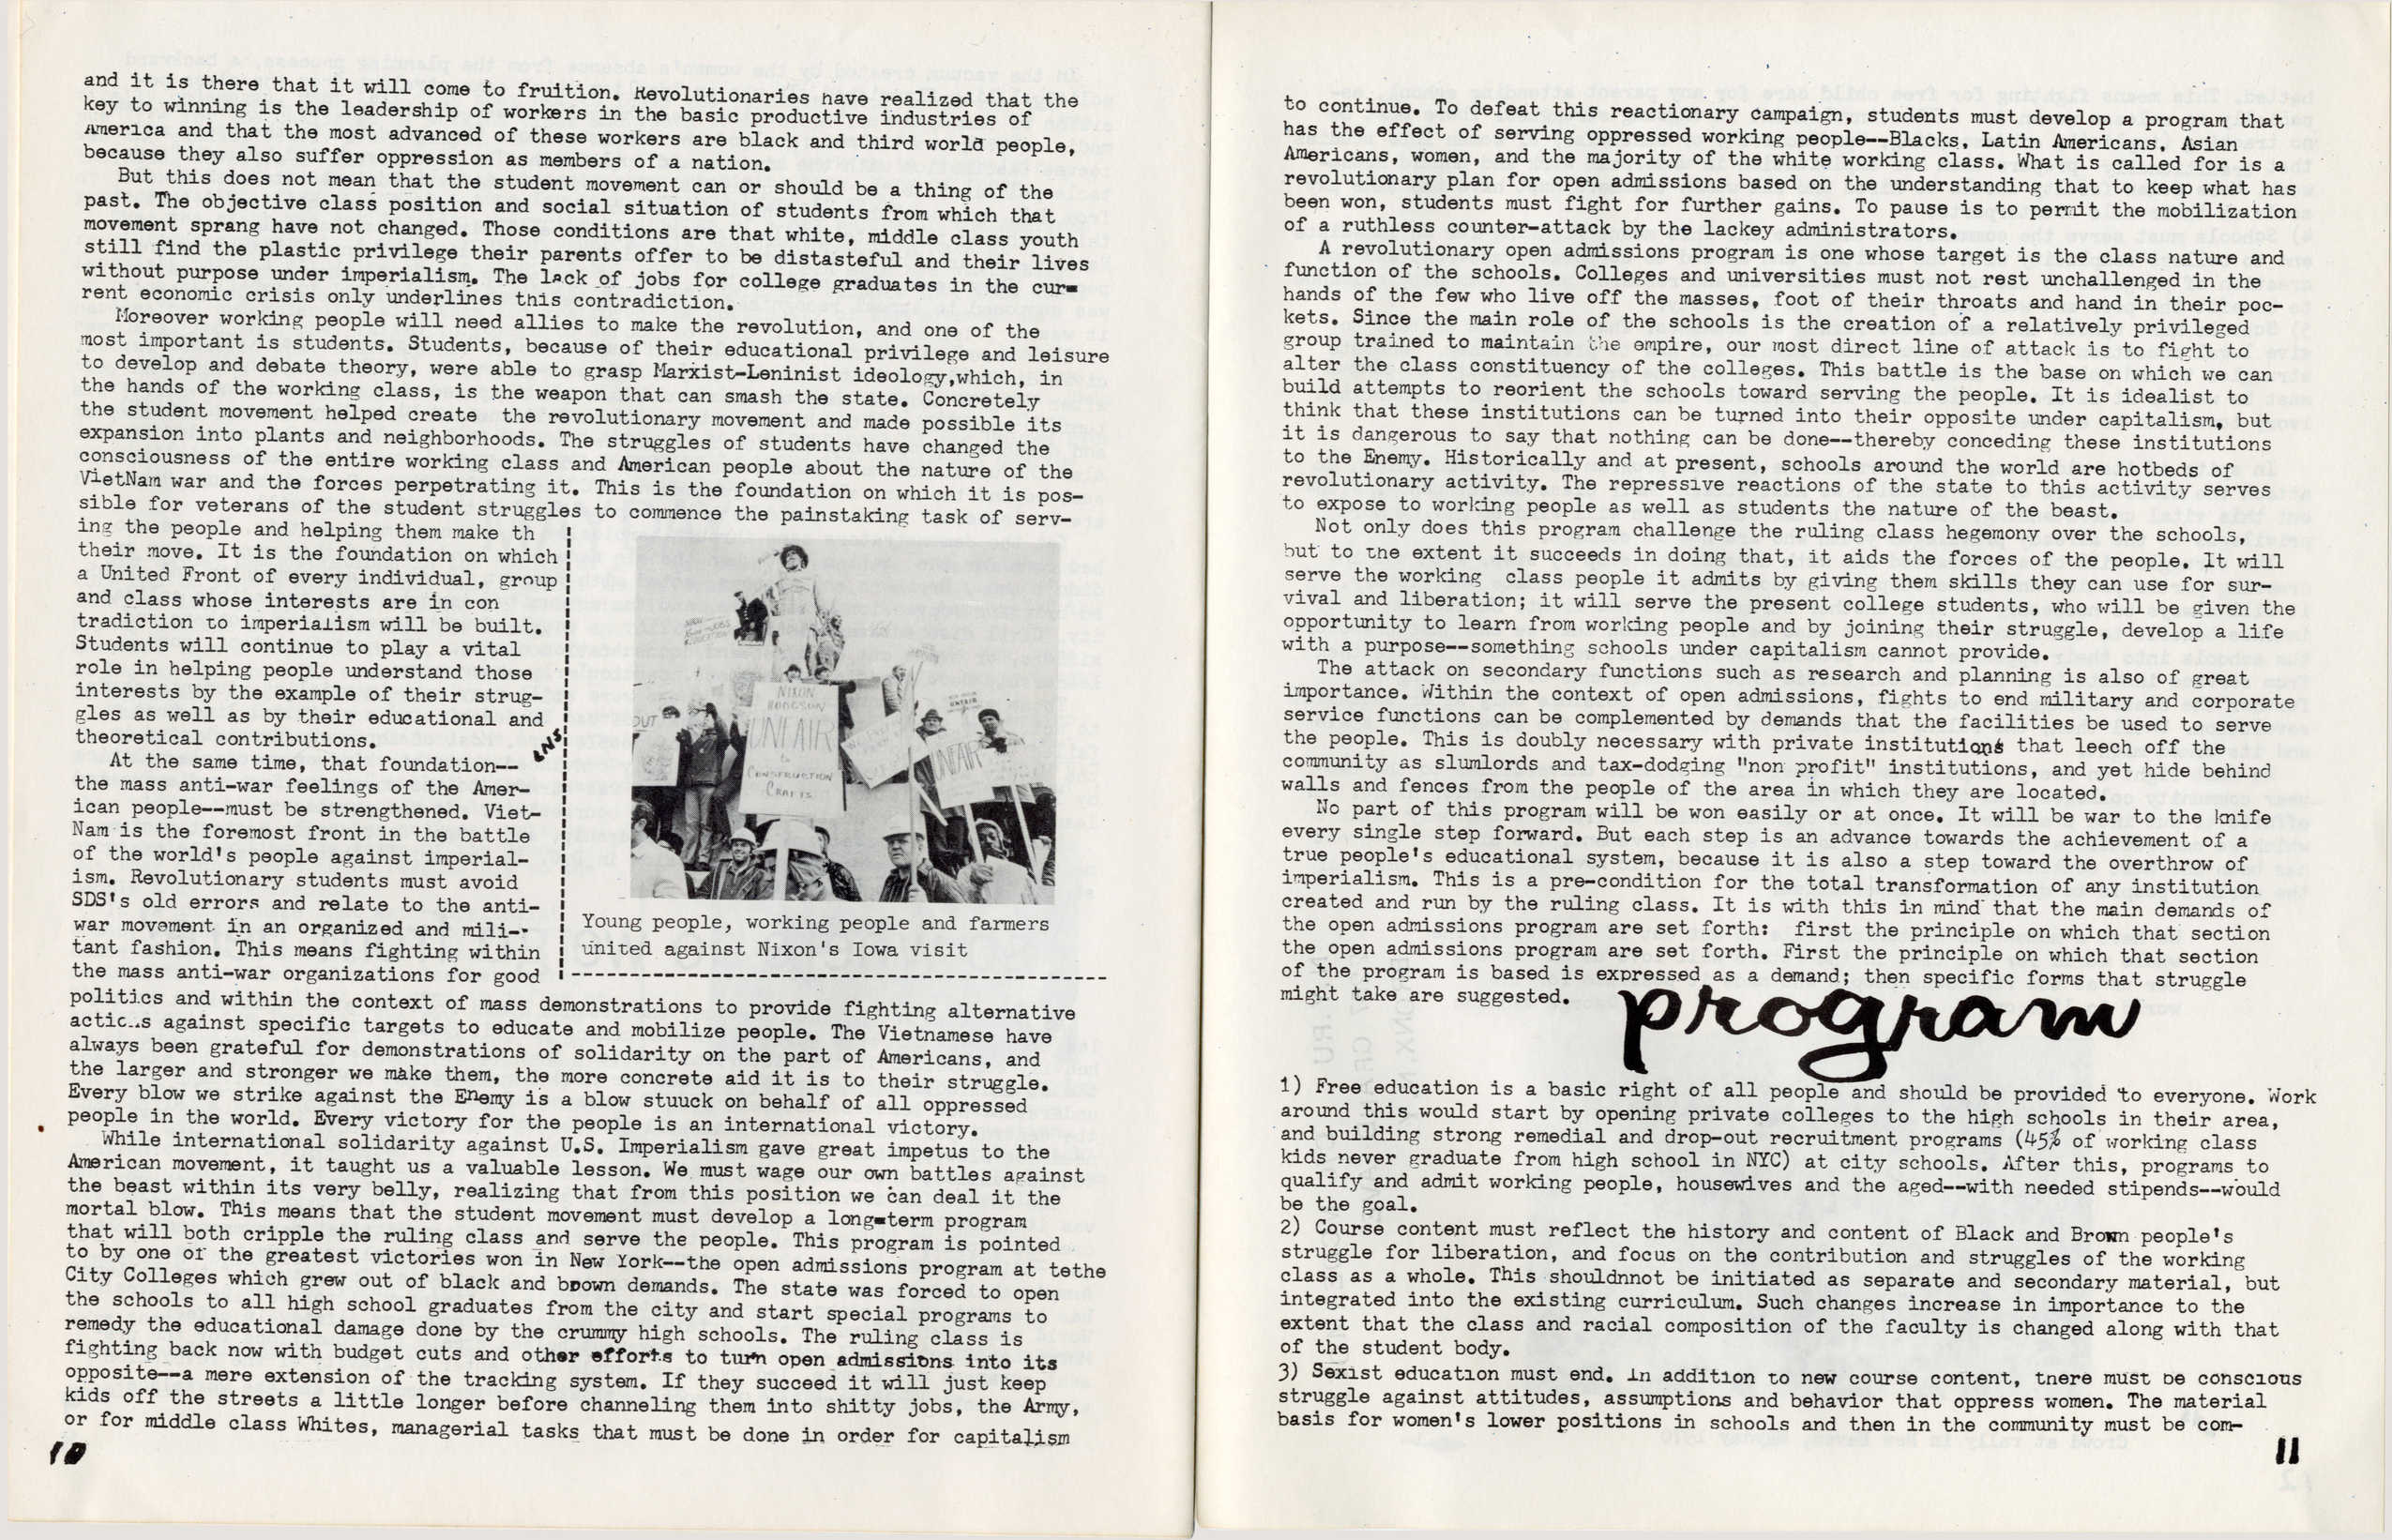 and it is there that it will come to fruition. Revolutionaries have realized that the
key to winning is the leadership of workers in the basic productive industries of
America and that the most advanced of these workers are black and third world people,
because they also suffer oppression as members of a nation.
But this does not mean that the student movement can or should be a thing of the
past. The objective class position and social situation of students from which that
movement sprang have not changed. Those conditions are that white, middle class youth
still find the plastic privilege their parents offer to be distasteful and their lives
without purpose under imperialism. The lack of jobs for college graduates in the cur-
rent economic crisis only underlines this contradiction.
Moreover working people will need allies to make the revolution, and one of the
most important is students. Students, because of their educational privilege and leisure
to develop and debate theory, were able to grasp Marxist-Leninist ideology,which, in
the hands of the working class, is the weapon that can smash the state. Concretely
the student movement helped create the revolutionary movement and made possible its
expansion into plants and neighborhoods. The struggles of students have changed the
consciousness of the entire working class and American people about the nature of the
VietNam war and the forces perpetrating it. This is the foundation on which it is pos-
sible for veterans of the student struggles to commence the painstaking task of serv-
ing the people and helping them make th
their move. It is the foundation on which
a United Front of every individual, group
and class whose interests are in con
tradiction to imperialism will be built.
Students will continue to play a vital
role in helping people understand those
interests by the example of their strug-
gles as well as by their educational and
theoretical contributions.
At the same time, that foundation--
the mass anti-war feelings of the Amer-
ican people--must be strengthened. Viet-
Nam is the foremost front in the battle
of the world's people against imperial-
ism. Revolutionary students must avoid
SDS's old errors and relate to the anti-
war movement in an organized and mili-
tant fashion. This means fighting within
the mass anti-war organizations for good
LNS
OUT
NIXON
HODGSON
UNFAIR
to
CONSTRUCTION
CRAFTS
UNFAIR
Young people, working people and farmers
united against Nixon's Iowa visit
politics and within the context of mass demonstrations to provide fighting alternative
actic..s against specific targets to educate and mobilize people. The Vietnamese have
always been grateful for demonstrations of solidarity on the part of Americans, and
the larger and stronger we make them, the more concrete aid it is to their struggle.
Every blow we strike against the Enemy is a blow stuuck on behalf of all oppressed
people in the world. Every victory for the people is an international victory.
While international solidarity against U.S. Imperialism gave great impetus to the
American movement, it taught us a valuable lesson. We must wage our own battles against
the beast within its very belly, realizing that from this position we can deal it the
mortal blow. This means that the student movement must develop a long-term program
that will both cripple the ruling class and serve the people. This program is pointed
to by one of the greatest victories won in New York--the open admissions program at tethe
City Colleges which grew out of black and brown demands. The state was forced to open
the schools to all high school graduates from the city and start special programs to
remedy the educational damage done by the crummy high schools. The ruling class is
fighting back now with budget cuts and other efforts to turn open admissions into its
opposite--a mere extension of the tracking system. If they succeed it will just keep
kids off the streets a little longer before channeling them into shitty jobs, the Army,
or for middle class Whites, managerial tasks that must be done in order for capitalism
10
to continue. To defeat this reactionary campaign, students must develop a program that
has the effect of serving oppressed working people--Blacks, Latin Americans, Asian
Americans, women, and the majority of the white working class. What is called for is a
revolutionary plan for open admissions based on the understanding that to keep what has
been won, students must fight for further gains. To pause is to permit the mobilization
of a ruthless counter-attack by the lackey administrators.
A revolutionary open admissions program is one whose target is the class nature and
function of the schools. Colleges and universities must not rest unchallenged in the
hands of the few who live off the masses, foot of their throats and hand in their poc-
kets. Since the main role of the schools is the creation of a relatively privileged
group trained to maintain the empire, our most direct line of attack is to fight to
alter the class constituency of the colleges. This battle is the base on which we can
build attempts to reorient the schools toward serving the people. It is idealist to
think that these institutions can be turned into their opposite under capitalism, but
it is dangerous to say that nothing can be done--thereby conceding these institutions
to the Enemy. Historically and at present, schools around the world are hotbeds of
revolutionary activity. The repressive reactions of the state to this activity serves
to expose to working people as well as students the nature of the beast.
Not only does this program challenge the ruling class hegemony over the schools,
but to the extent it succeeds in doing that, it aids the forces of the people. It will
serve the working class people it admits by giving them skills they can use for sur-
vival and liberation; it will serve the present college students, who will be given the
opportunity to learn from working people and by joining their struggle, develop a life
with a purpose--something schools under capitalism cannot provide.
The attack on secondary functions such as research and planning is also of great
importance. Within the context of open admissions, fights to end military and corporate
service functions can be complemented by demands that the facilities be used to serve
the people. This is doubly necessary with private institutions that leech off the
community as slumlords and tax-dodging "non profit" institutions, and yet hide behind
walls and fences from the people of the area in which they are located.
No part of this program will be won easily or at once. It will be war to the knife
every single step forward. But each step is an advance towards the achievement of a
true people's educational system, because it is also a step toward the overthrow of
imperialism. This is a pre-condition for the total transformation of any institution
created and run by the ruling class. It is with this in mind that the main demands of
the open admissions program are set forth: first the principle on which that section
the open admissions program are set forth. First the principle on which that section
of the program is based is expressed as a demand; then specific forms that struggle
might take are suggested.
program
1) Free education is a basic right of all people and should be provided to everyone. Work
around this would start by opening private colleges to the high schools in their area,
and building strong remedial and drop-out recruitment programs (45% of working class
kids never graduate from high school in NYC) at city schools. After this, programs to
qualify and admit working people, housewives and the aged--with needed stipends--would
be the goal.
2) Course content must reflect the history and content of Black and Brown people's
struggle for liberation, and focus on the contribution and struggles of the working
class as a whole. This shouldnnot be initiated as separate and secondary material, but
integrated into the existing curriculum. Such changes increase in importance to the
extent that the class and racial composition of the faculty is changed along with that
of the student body.
3) Sexist education must end. In addition to new course content, there must be conscious
struggle against attitudes, assumptions and behavior that oppress women. The material
basis for women's lower positions in schools and then in the community must be com-
11